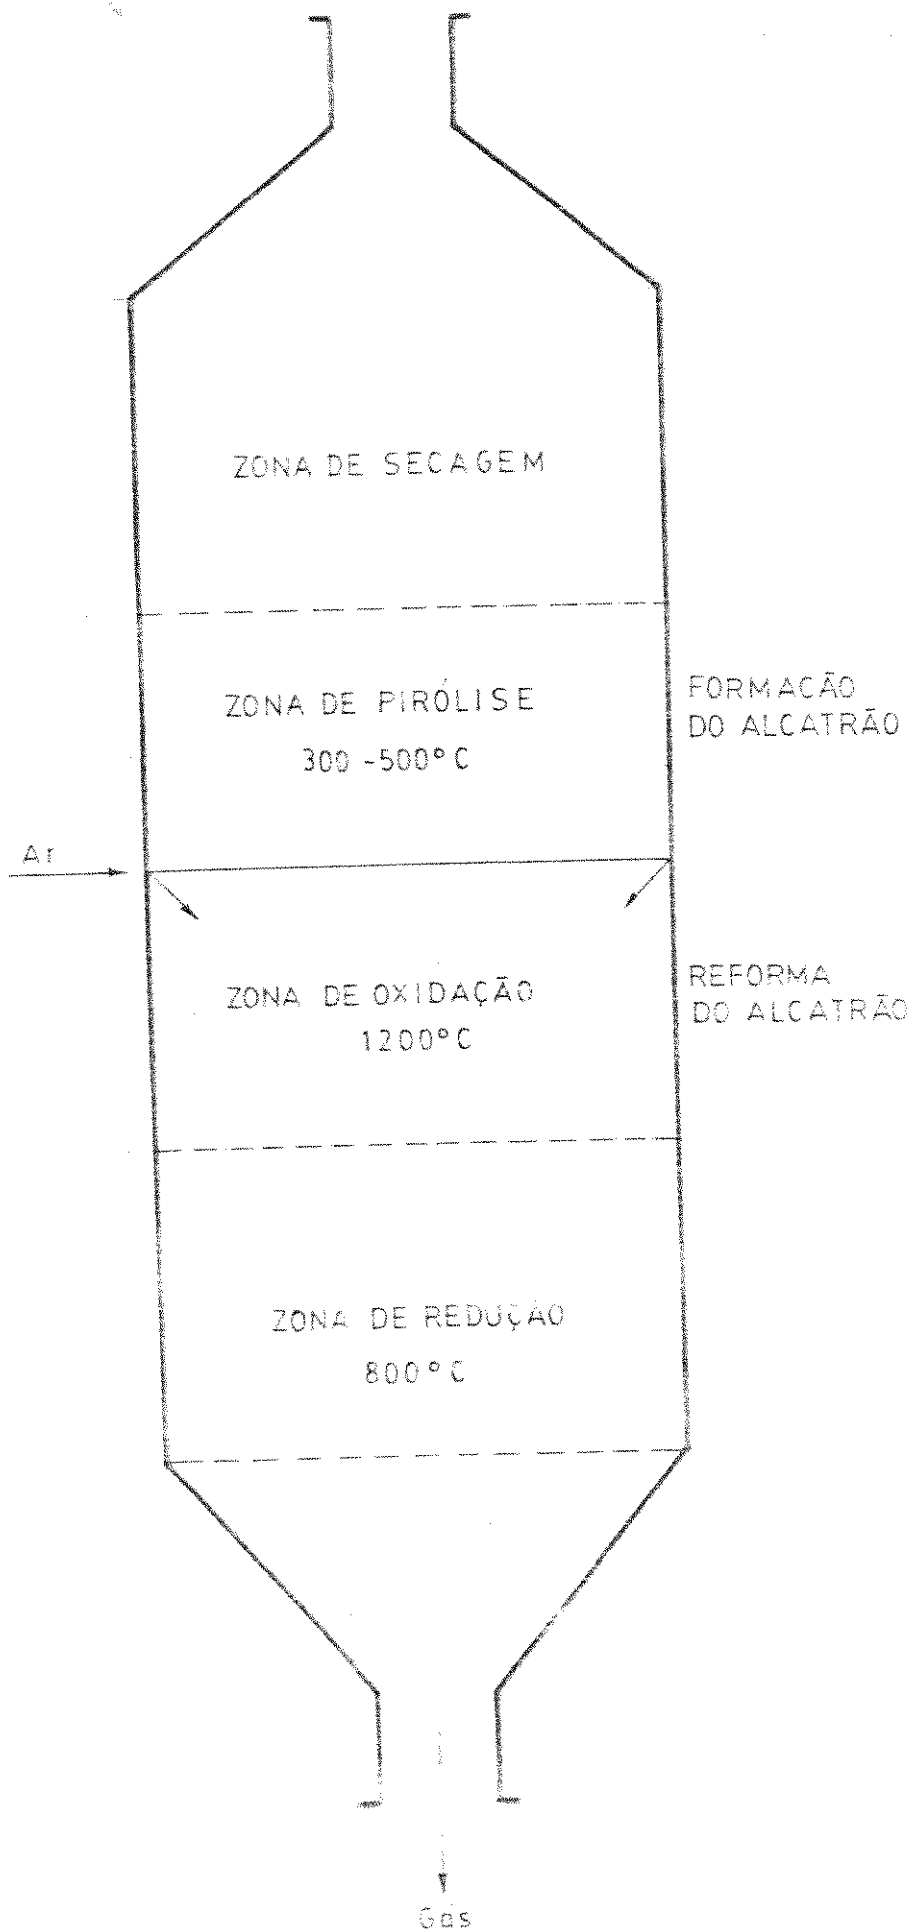 ZONA DE SECAGEM
ZONA DE PIRÓLISE
300-500°C
FORMACÃO
DO ALCATRÃO
Ar
ZONA DE OXIDAÇÃO
1200°C
REFORMA
DO ALCATRÃO
ZONA DE REDUÇÃO
800°C
Gás